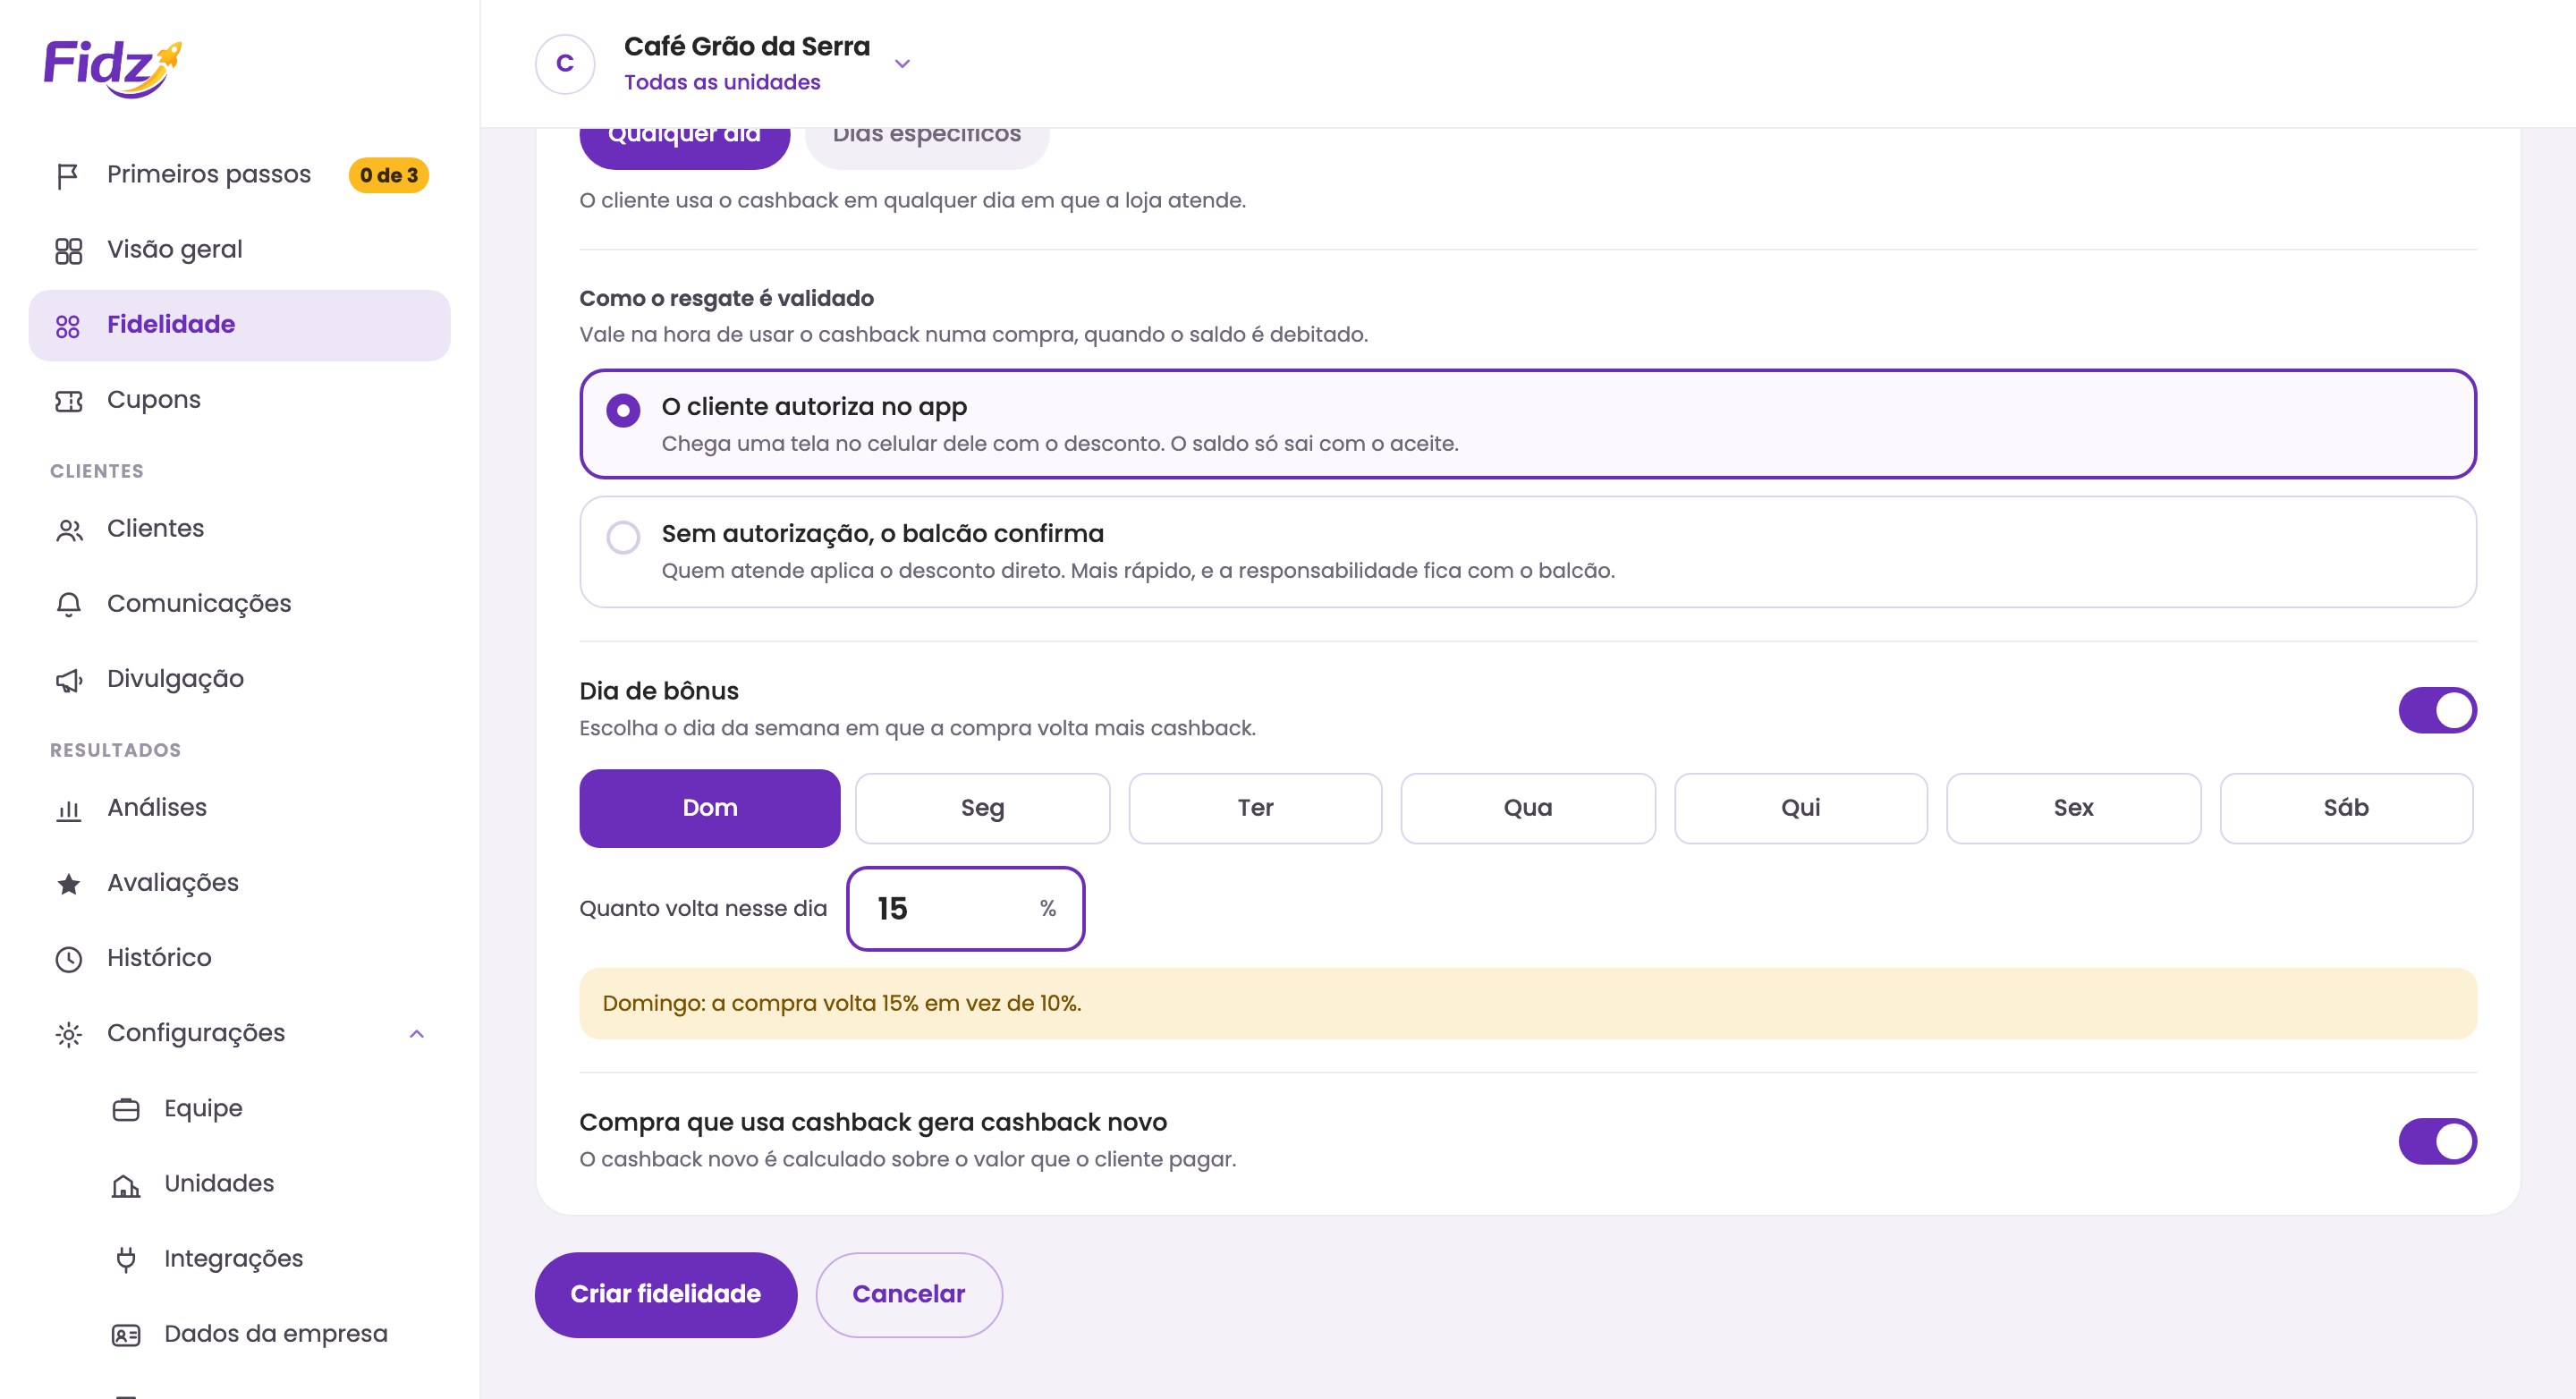 Fidz
Primeiros passos
0 de 3
Visão geral
Fidelidade
Cupons
CLIENTES
Clientes
Comunicações
Divulgação
RESULTADOS
Análises
Avaliações
Histórico
Configurações
Equipe
Unidades
Integrações
Dados da empresa
C
Café Grão da Serra
Todas as unidades
Qualquer dia
Dias específicos
O cliente usa o cashback em qualquer dia em que a loja atende.
Como o resgate é validado
Vale na hora de usar o cashback numa compra, quando o saldo é debitado.
O cliente autoriza no app
Chega uma tela no celular dele com o desconto. O saldo só sai com o aceite.
Sem autorização, o balcão confirma
Quem atende aplica o desconto direto. Mais rápido, e a responsabilidade fica com o balcão.
Dia de bônus
Escolha o dia da semana em que a compra volta mais cashback.
Dom
Seg
Ter
Qua
Qui
Sex
Sáb
Quanto volta nesse dia
15
%
Domingo: a compra volta 15% em vez de 10%.
Compra que usa cashback gera cashback novo
O cashback novo é calculado sobre o valor que o cliente pagar.
Criar fidelidade
Cancelar